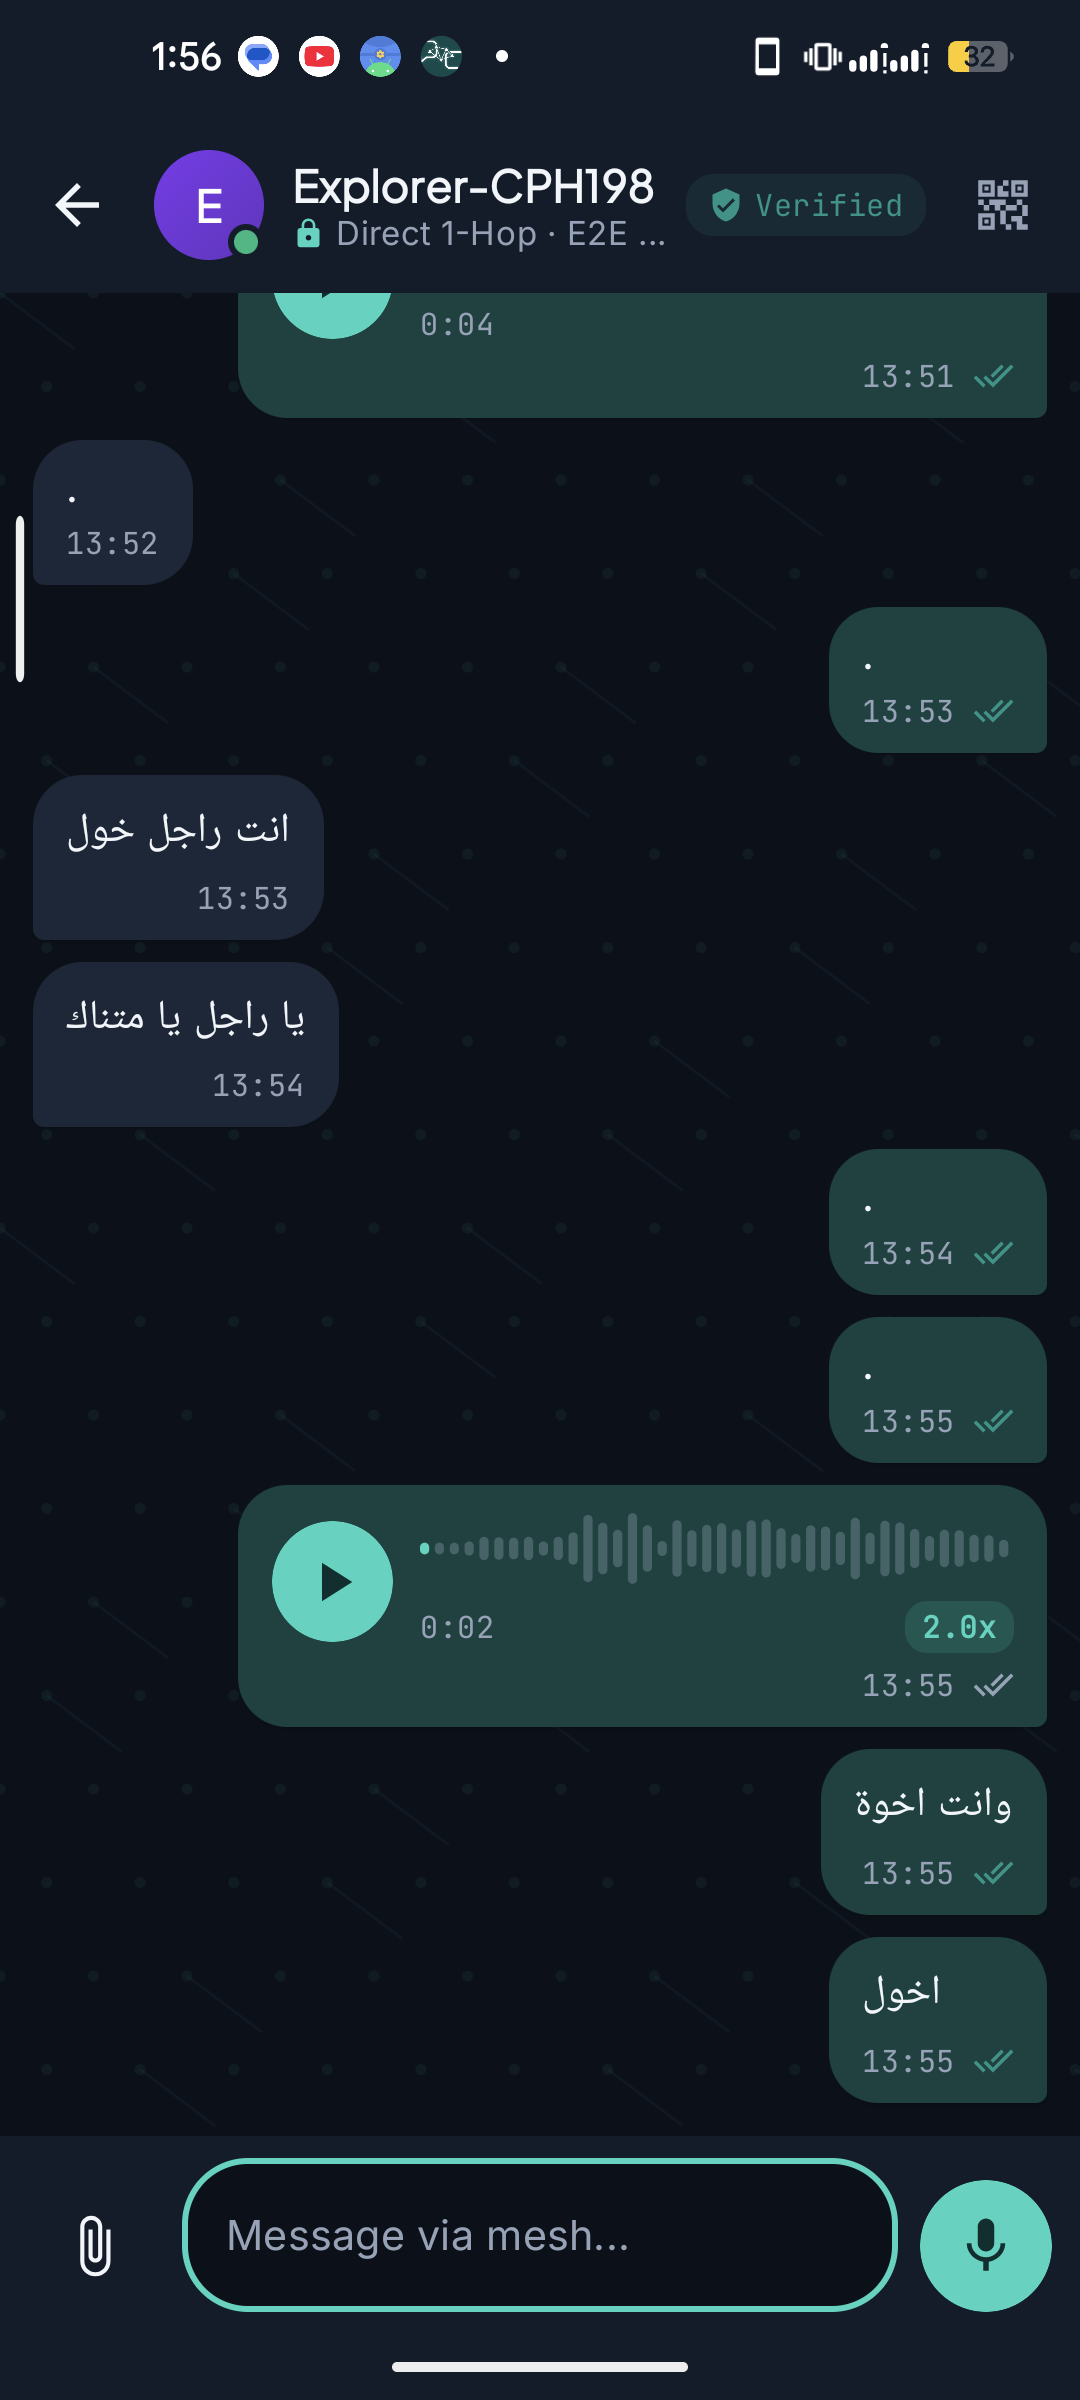 1:56
32
E
Explorer-CPH198
Direct 1-Hop · E2E ...
Verified
0:04
13:51
.
13:52
.
13:53
انت راجل خول
13:53
يا راجل يا متناك
13:54
.
13:54
.
13:55
0:02
2.0x
13:55
وانت اخوة
13:55
اخول
13:55
Message via mesh...